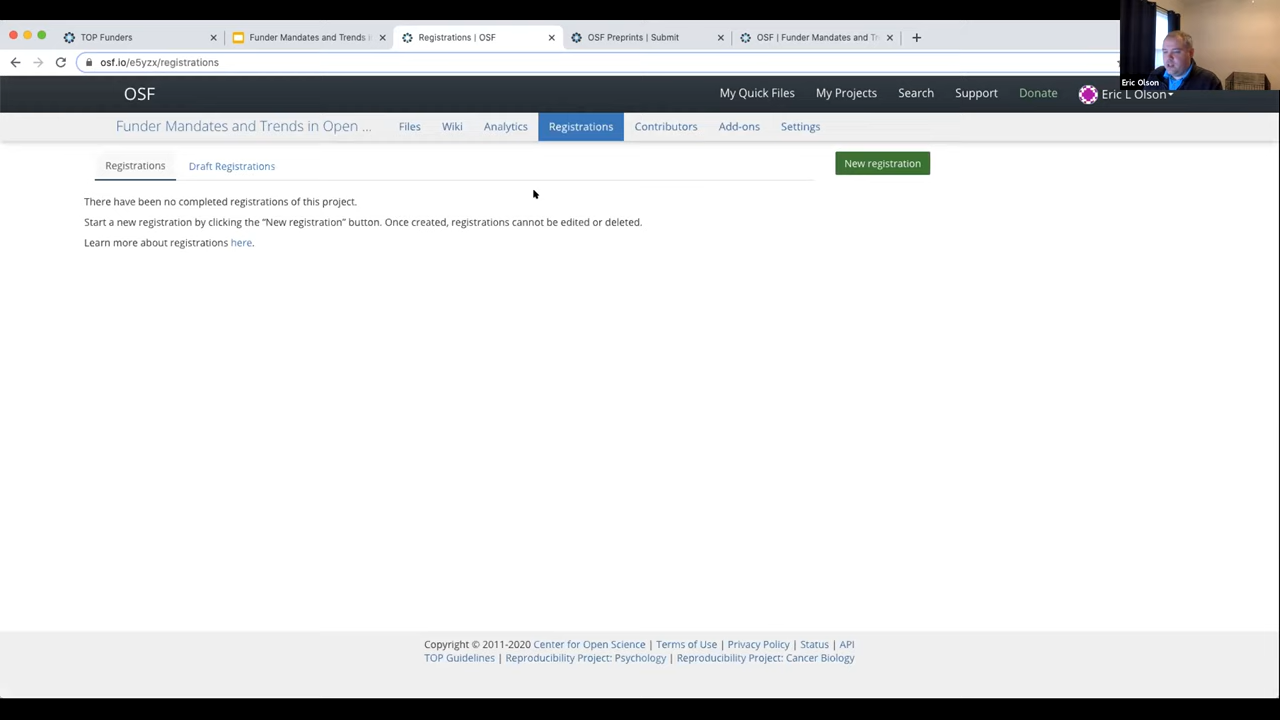 TOP Funders
Funder Mandates and Trends i
Registrations | OSF
OSF Preprints | Submit
OSF | Funder Mandates and Tr
osf.io/e5yzx/registrations
Eric Olson
OSF
My Quick Files
My Projects
Search
Support
Donate
Eric L Olson
Funder Mandates and Trends in Open ...
Files
Wiki
Analytics
Registrations
Contributors
Add-ons
Settings
Registrations
Draft Registrations
New registration
There have been no completed registrations of this project.
Start a new registration by clicking the “New registration” button. Once created, registrations cannot be edited or deleted.
Learn more about registrations here.
Copyright © 2011-2020 Center for Open Science | Terms of Use | Privacy Policy | Status | API
TOP Guidelines | Reproducibility Project: Psychology | Reproducibility Project: Cancer Biology